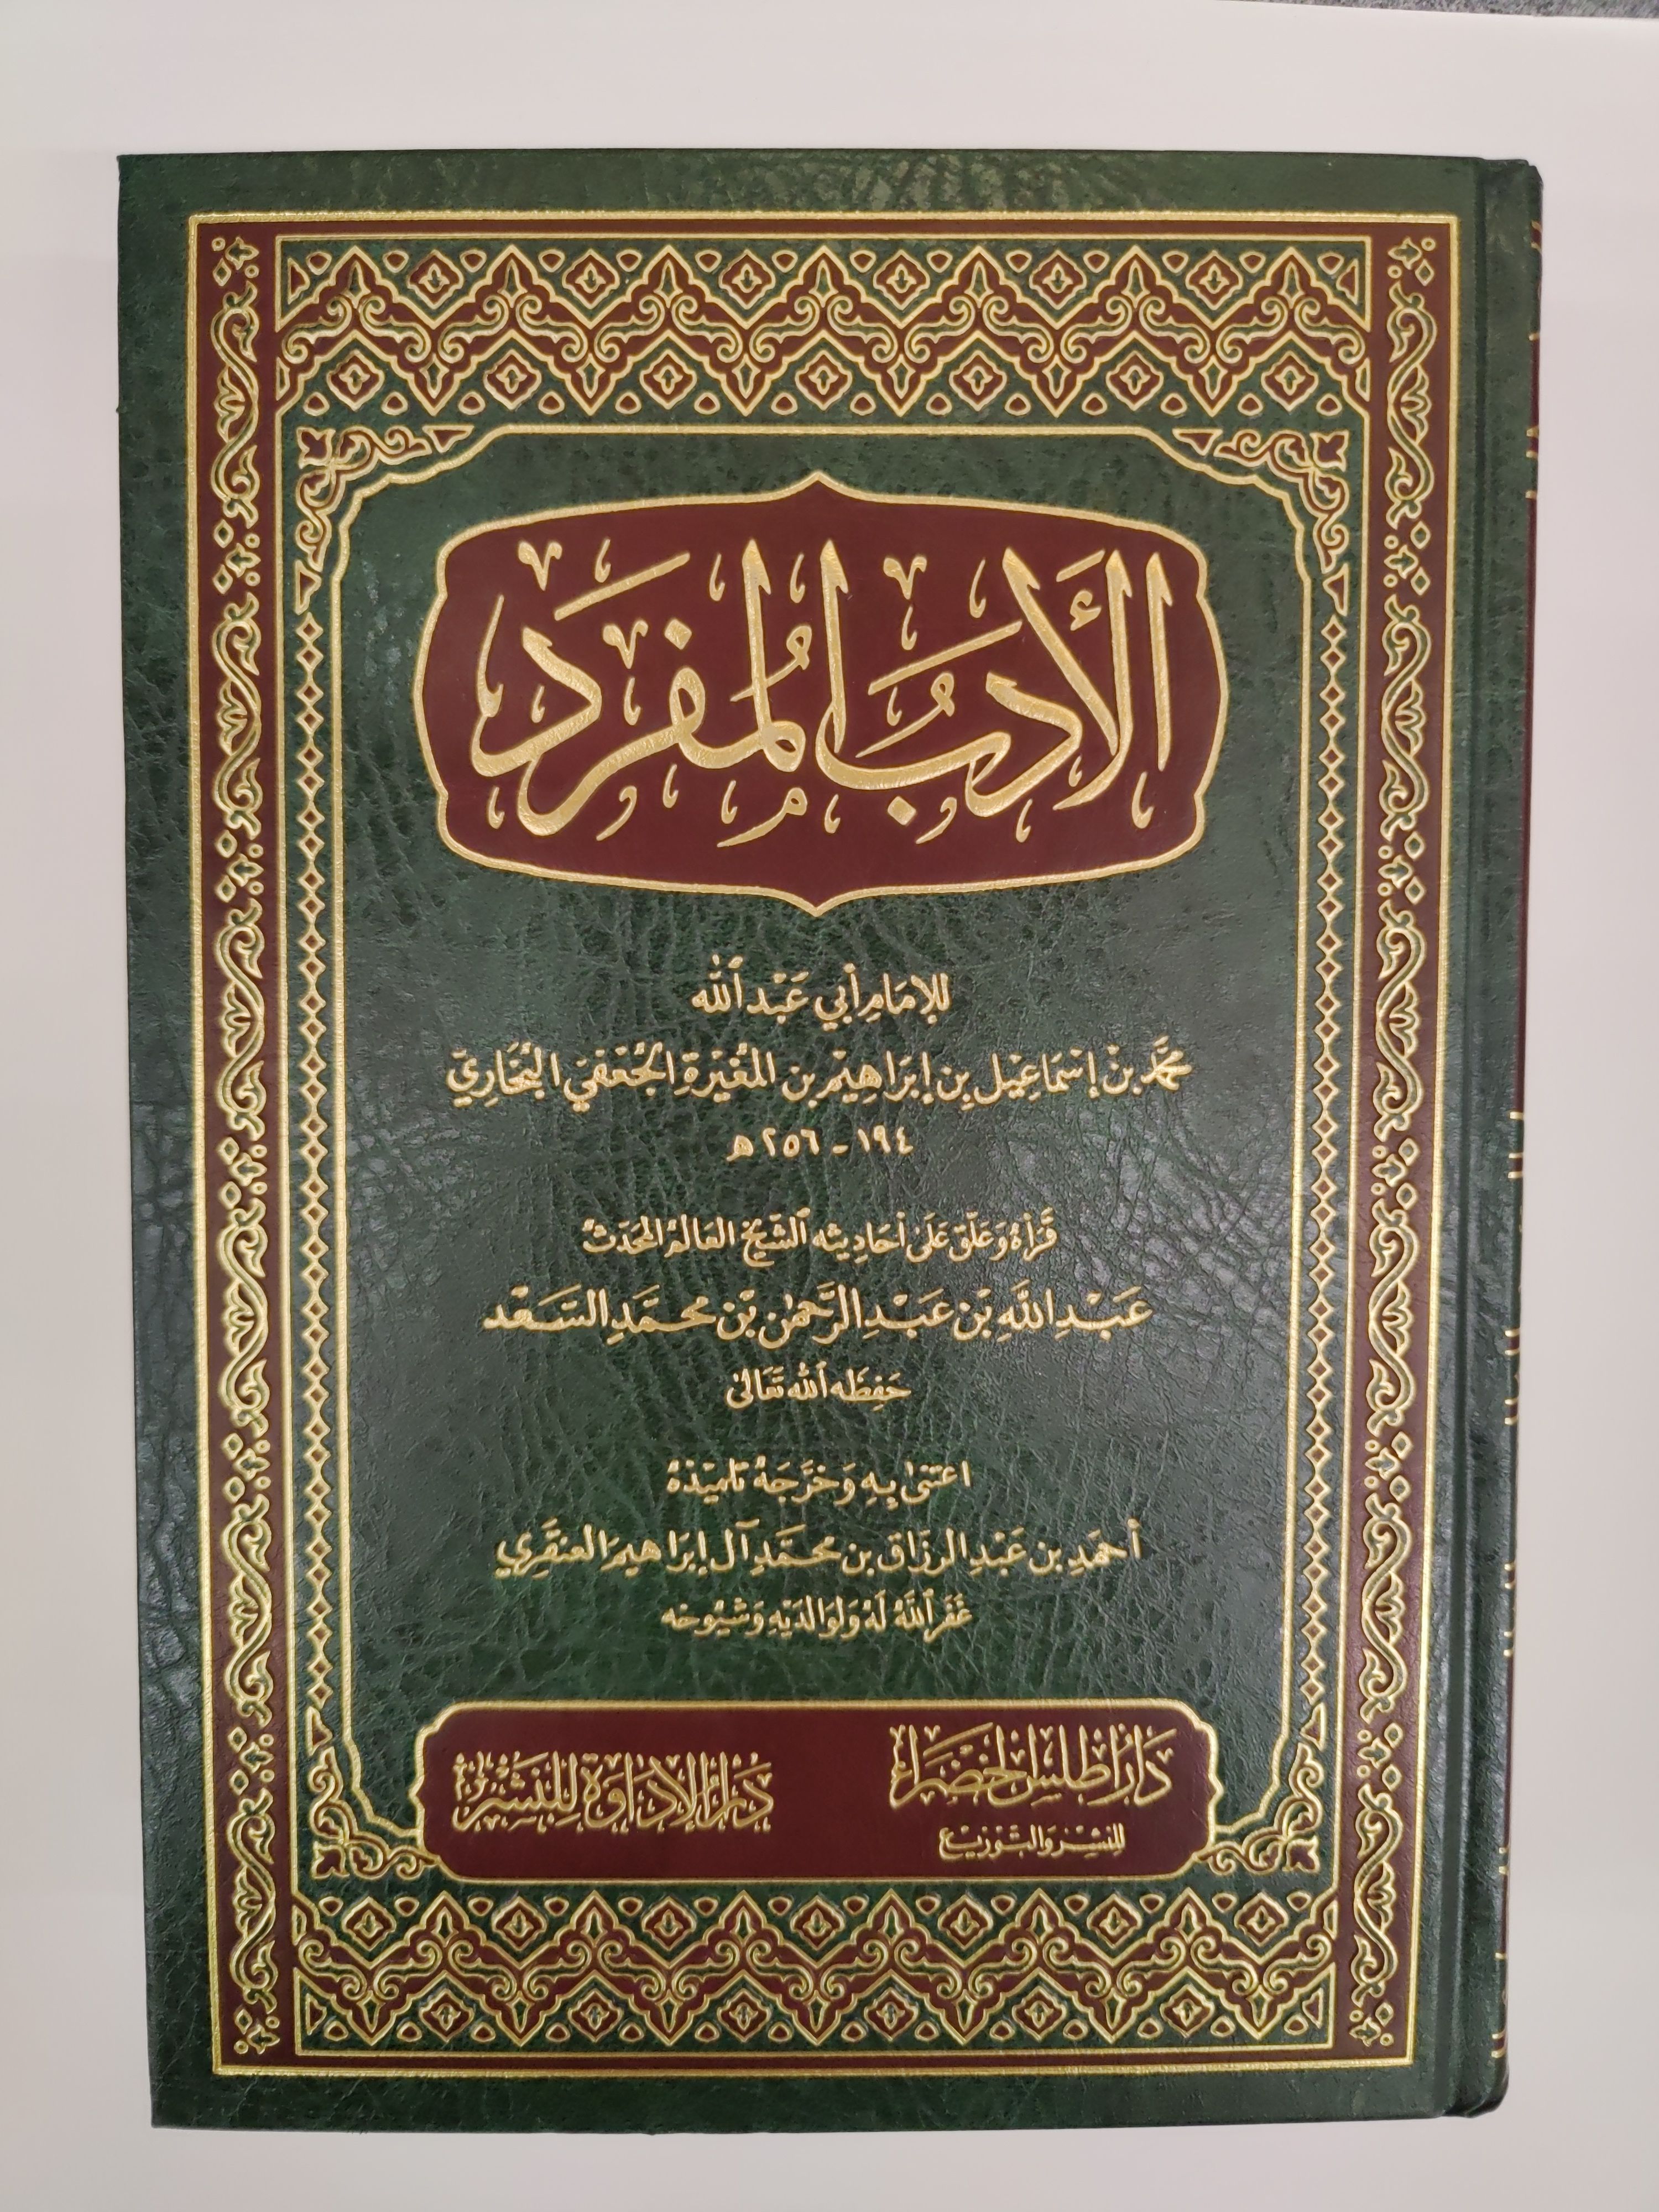 الأدب المفرد
للإمام أبي عبد الله
محمد بن إسماعيل بن إبراهيم بن المغيرة الجعفي البخاري
١٩٤ - ٢٥٦ هـ
قرأه وعلق على أحاديثه الشيخ العالم المحدث
عبد الله بن عبد الرحمن بن محمد السعد
حفظه الله تعالى
اعتنى به وخرجه تلميذه
أحمد بن عبد الرزاق بن محمد آل إبراهيم العنقري
غفر الله له ولوالديه وشيوخه
دار أطلس الخضراء
للنشر والتوزيع
دار الإداوة للنشر